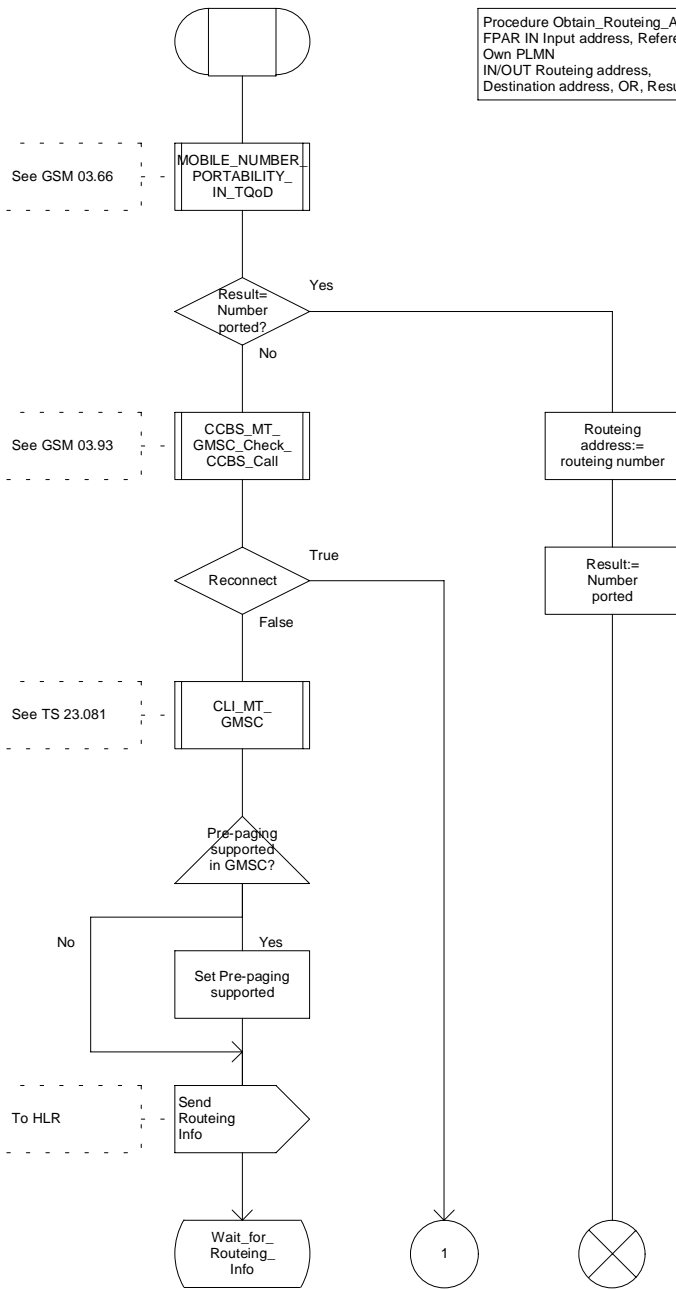 Procedure Obtain_Routeing_A
FPAR IN Input address, Refere
Own PLMN
IN/OUT Routeing address,
Destination address, OR, Resu
See GSM 03.66
MOBILE_NUMBER_
PORTABILITY_
IN_TQoD
Result=
Number
ported?
Yes
No
See GSM 03.93
CCBS_MT_
GMSC_Check_
CCBS_Call
Routeing
address:=
routeing number
Reconnect
True
False
Result:=
Number
ported
See TS 23.081
CLI_MT_
GMSC
Pre-paging
supported
in GMSC?
No
Yes
Set Pre-paging
supported
To HLR
Send
Routeing
Info
Wait_for_
Routeing_
Info
1